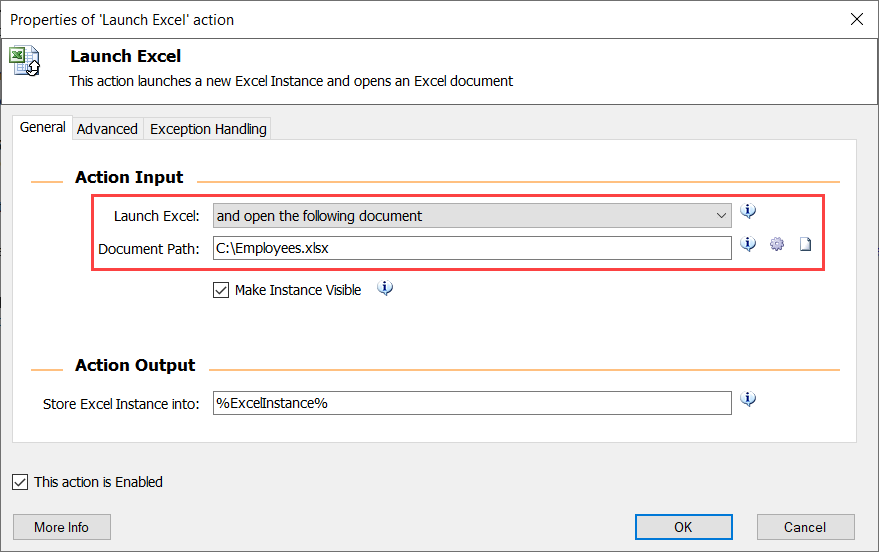 Properties of 'Launch Excel' action
Launch Excel
This action launches a new Excel Instance and opens an Excel document
General Advanced Exception Handling
Action Input
Launch Excel: and open the following document
Document Path: C:\Employees.xlsx
Make Instance Visible
Action Output
Store Excel Instance into: %ExcelInstance%
This action is Enabled
More Info OK Cancel